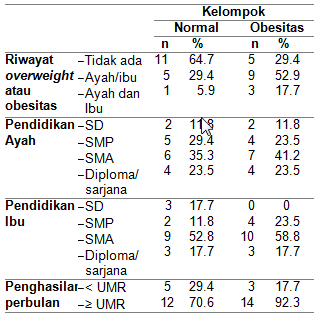 Kelompok
Normal Obesitas
n % n %
Riwayat –Tidak ada 11 64.7 5 29.4
overweight –Ayah/ibu 5 29.4 9 52.9
atau –Ayah dan 1 5.9 3 17.7
obesitas Ibu
Pendidikan –SD 2 11.8 2 11.8
Ayah –SMP 5 29.4 4 23.5
–SMA 6 35.3 7 41.2
–Diploma/ 4 23.5 4 23.5
sarjana
Pendidikan –SD 3 17.7 0 0
Ibu –SMP 2 11.8 4 23.5
–SMA 9 52.8 10 58.8
–Diploma/ 3 17.7 3 17.7
sarjana
Penghasilan –< UMR 5 29.4 3 17.7
perbulan –≥ UMR 12 70.6 14 92.3